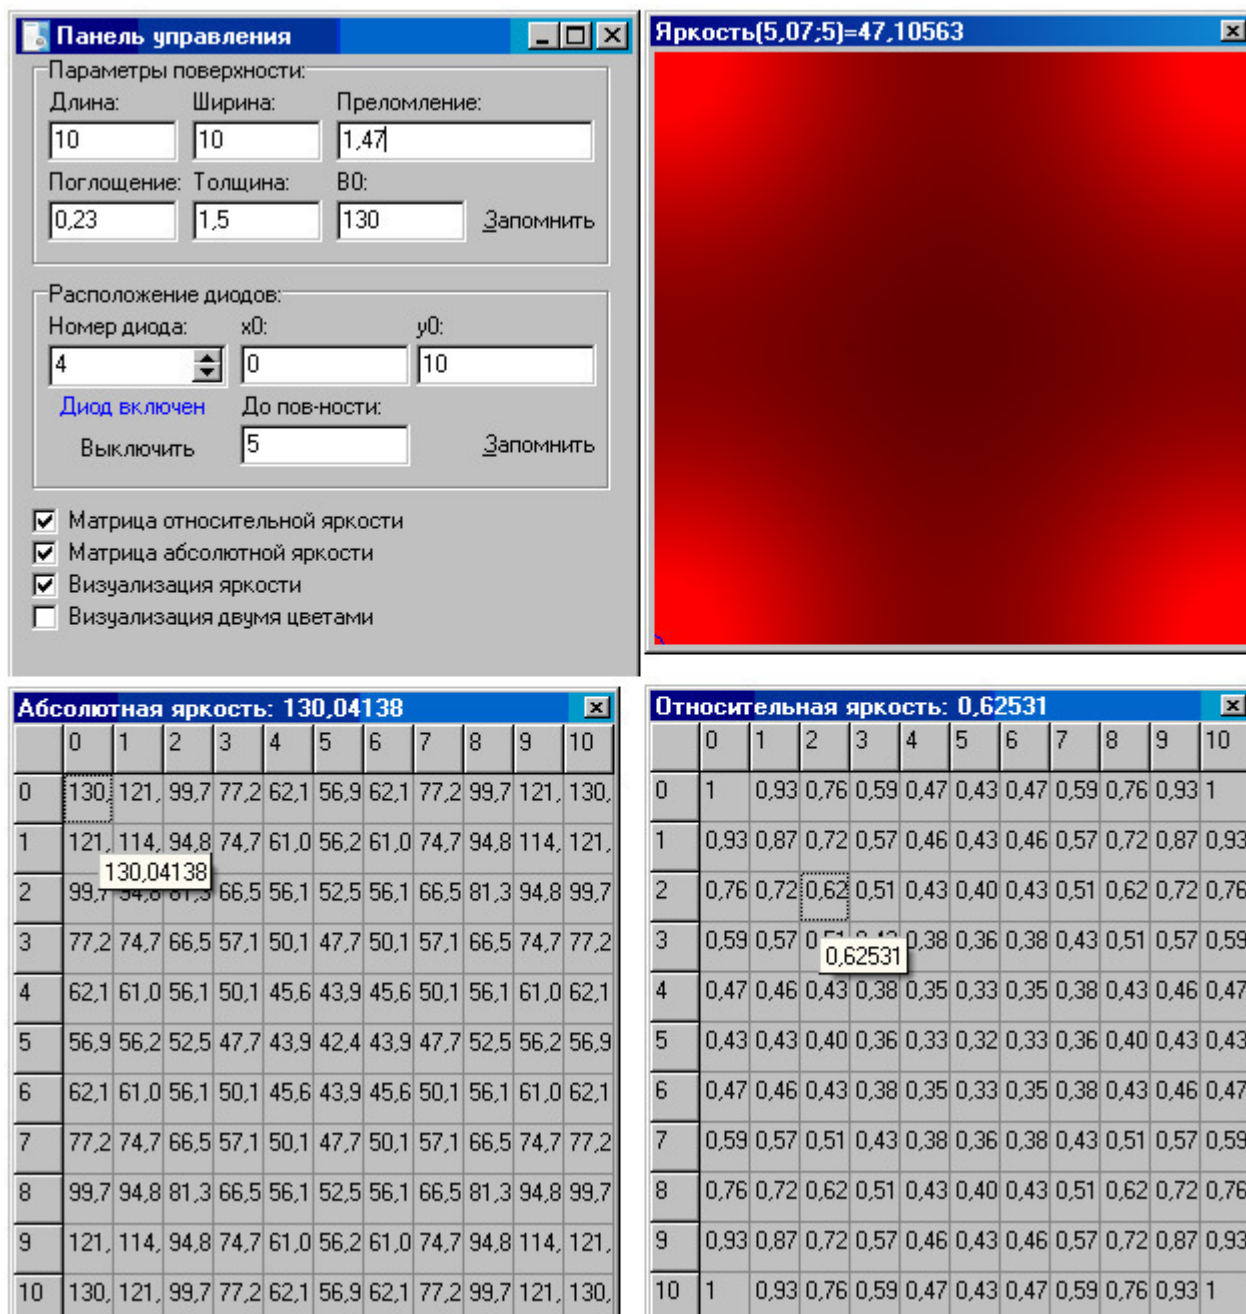 Панель управления
Параметры поверхности:
Длина: Ширина: Преломление:
10 10 1,47
Поглощение: Толщина: B0:
0,23 1,5 130 Запомнить
Расположение диодов:
Номер диода: x0: y0:
4 0 10
Диод включен До пов-ности:
Выключить 5 Запомнить
Матрица относительной яркости
Матрица абсолютной яркости
Визуализация яркости
Визуализация двумя цветами
Яркость(5,07;5)=47,10563
Абсолютная яркость: 130,04138
0 1 2 3 4 5 6 7 8 9 10
0 130, 121, 99,7 77,2 62,1 56,9 62,1 77,2 99,7 121, 130,
1 121, 114, 94,8 74,7 61,0 56,2 61,0 74,7 94,8 114, 121,
130,04138
2 99,7 94,8 81,3 66,5 56,1 52,5 56,1 66,5 81,3 94,8 99,7
3 77,2 74,7 66,5 57,1 50,1 47,7 50,1 57,1 66,5 74,7 77,2
4 62,1 61,0 56,1 50,1 45,6 43,9 45,6 50,1 56,1 61,0 62,1
5 56,9 56,2 52,5 47,7 43,9 42,4 43,9 47,7 52,5 56,2 56,9
6 62,1 61,0 56,1 50,1 45,6 43,9 45,6 50,1 56,1 61,0 62,1
7 77,2 74,7 66,5 57,1 50,1 47,7 50,1 57,1 66,5 74,7 77,2
8 99,7 94,8 81,3 66,5 56,1 52,5 56,1 66,5 81,3 94,8 99,7
9 121, 114, 94,8 74,7 61,0 56,2 61,0 74,7 94,8 114, 121,
10 130, 121, 99,7 77,2 62,1 56,9 62,1 77,2 99,7 121, 130,
Относительная яркость: 0,62531
0 1 2 3 4 5 6 7 8 9 10
0 1 0,93 0,76 0,59 0,47 0,43 0,47 0,59 0,76 0,93 1
1 0,93 0,87 0,72 0,57 0,46 0,43 0,46 0,57 0,72 0,87 0,93
2 0,76 0,72 0,62 0,51 0,43 0,40 0,43 0,51 0,62 0,72 0,76
3 0,59 0,57 0,51 0,43 0,38 0,36 0,38 0,43 0,51 0,57 0,59
0,62531
4 0,47 0,46 0,43 0,38 0,35 0,33 0,35 0,38 0,43 0,46 0,47
5 0,43 0,43 0,40 0,36 0,33 0,32 0,33 0,36 0,40 0,43 0,43
6 0,47 0,46 0,43 0,38 0,35 0,33 0,35 0,38 0,43 0,46 0,47
7 0,59 0,57 0,51 0,43 0,38 0,36 0,38 0,43 0,51 0,57 0,59
8 0,76 0,72 0,62 0,51 0,43 0,40 0,43 0,51 0,62 0,72 0,76
9 0,93 0,87 0,72 0,57 0,46 0,43 0,46 0,57 0,72 0,87 0,93
10 1 0,93 0,76 0,59 0,47 0,43 0,47 0,59 0,76 0,93 1